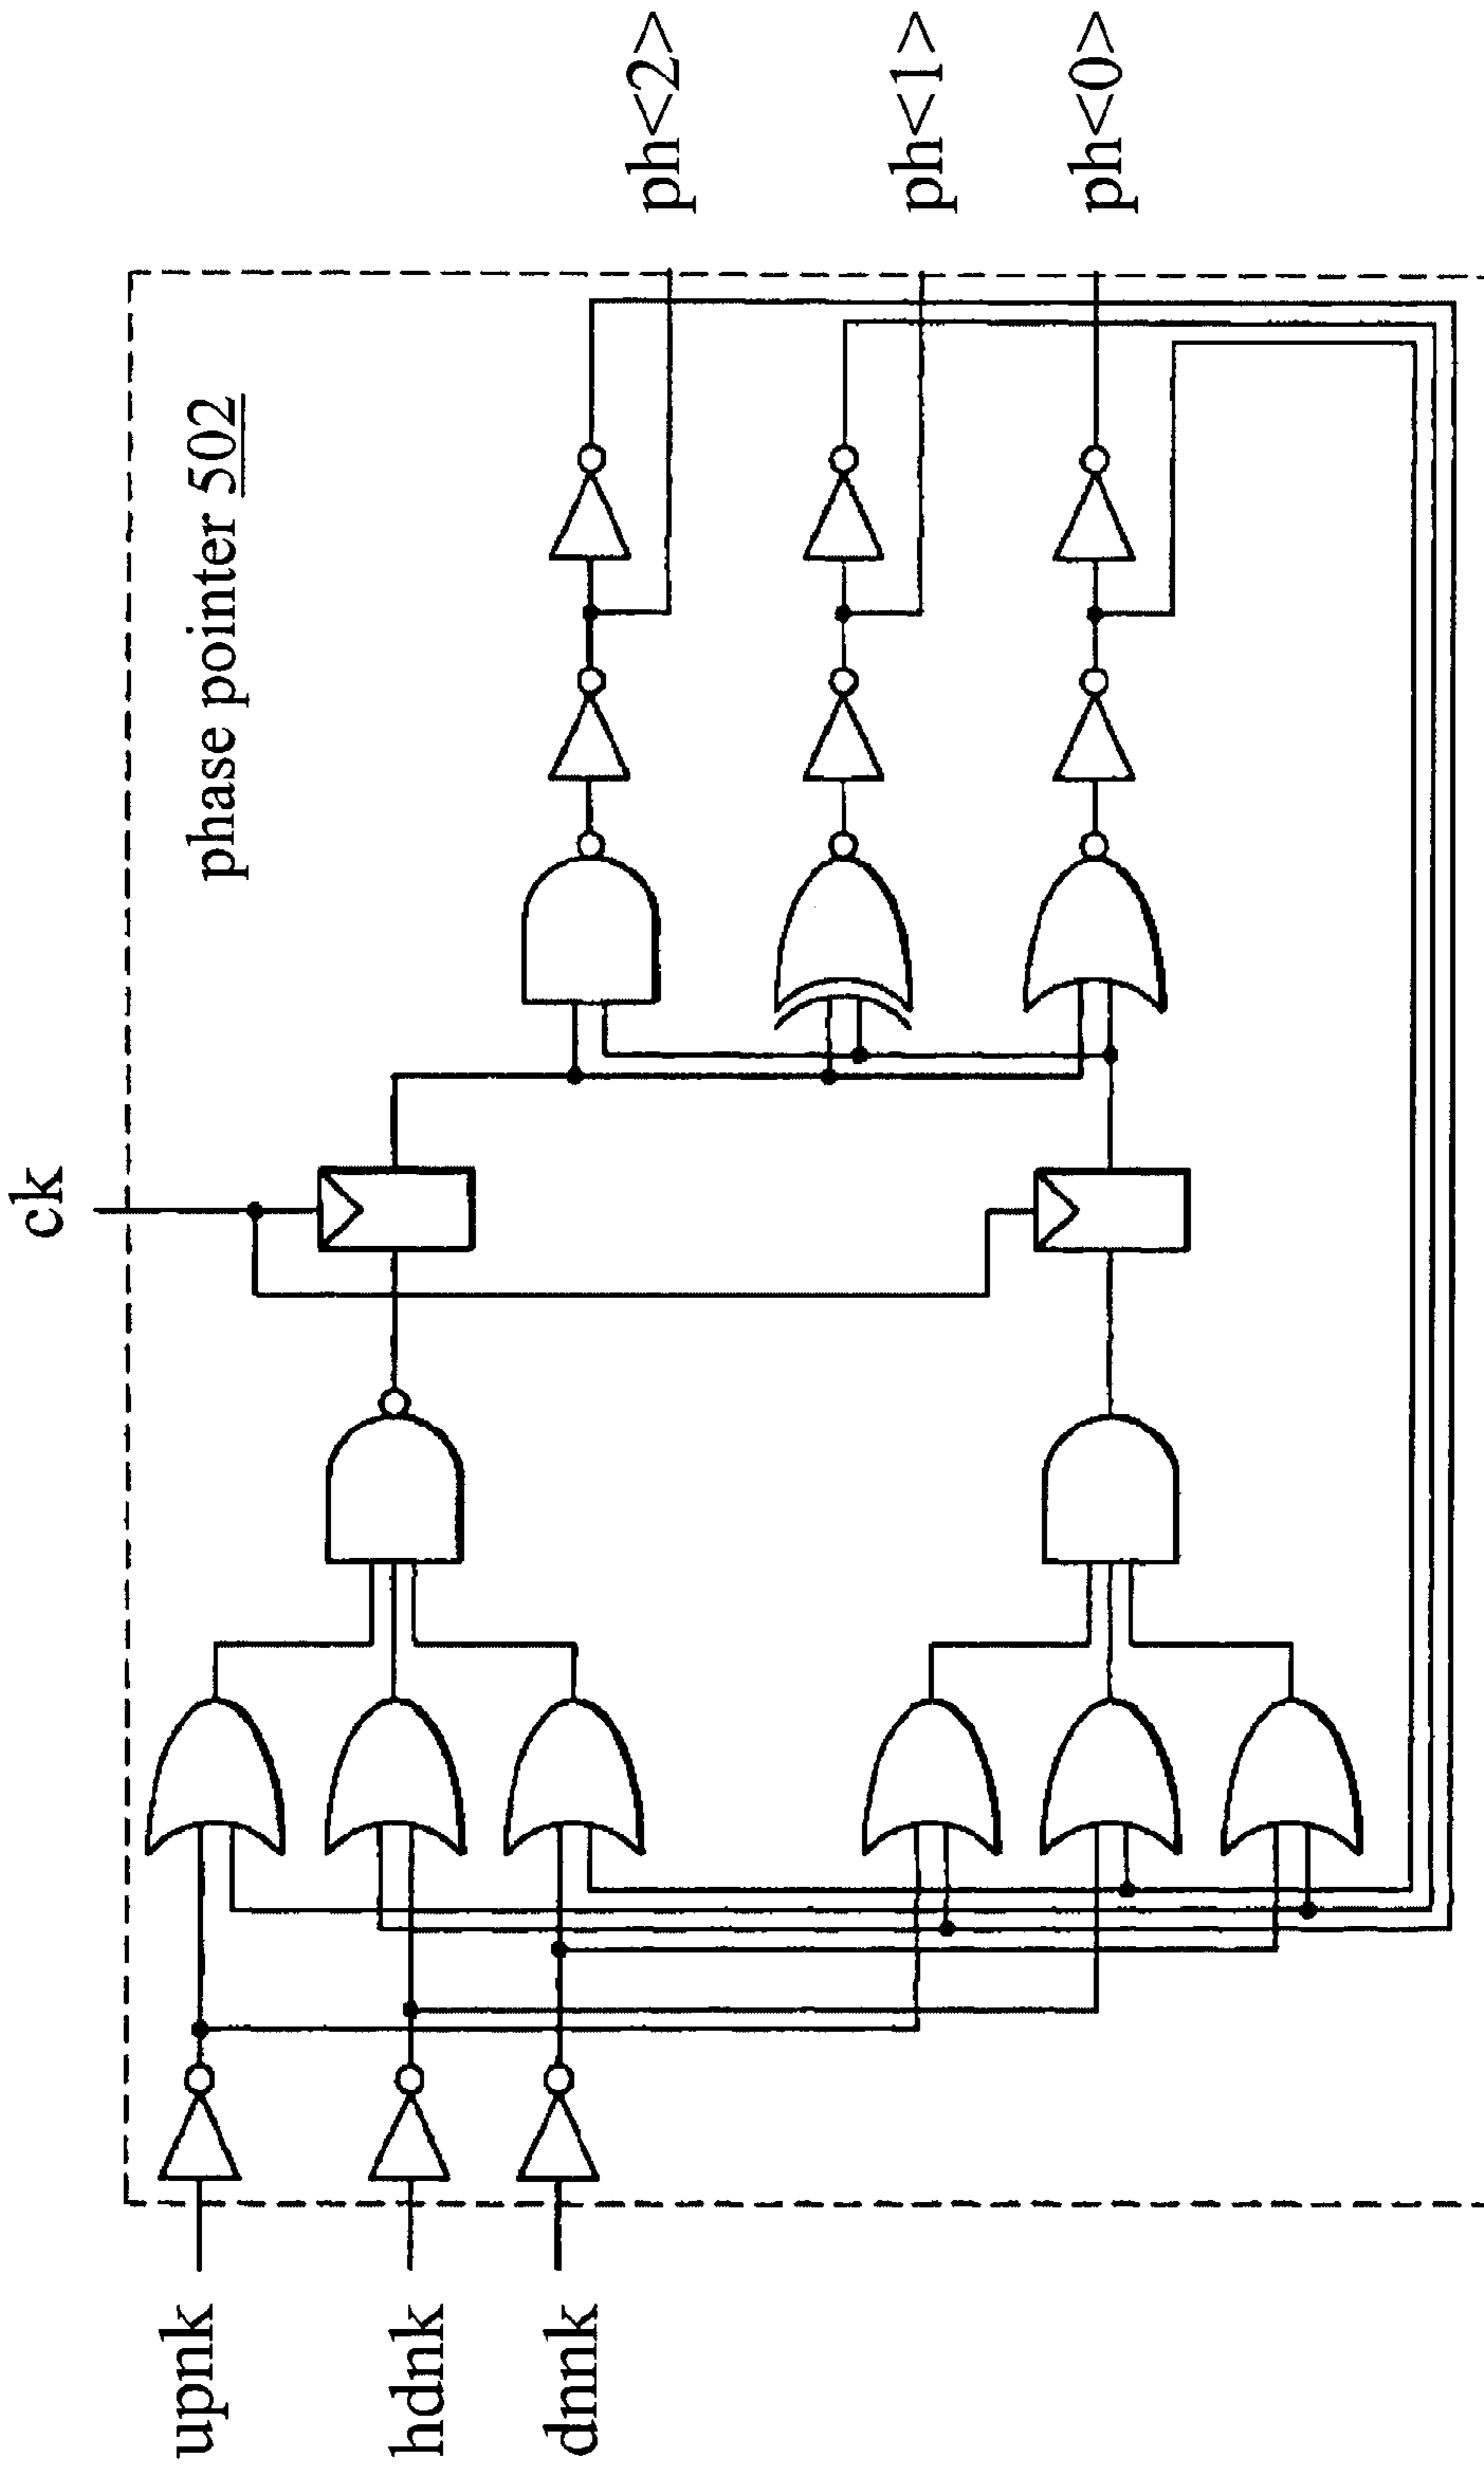 phase pointer 502
ck
upnk
hdnk
dnnk
ph<2>
ph<1>
ph<0>